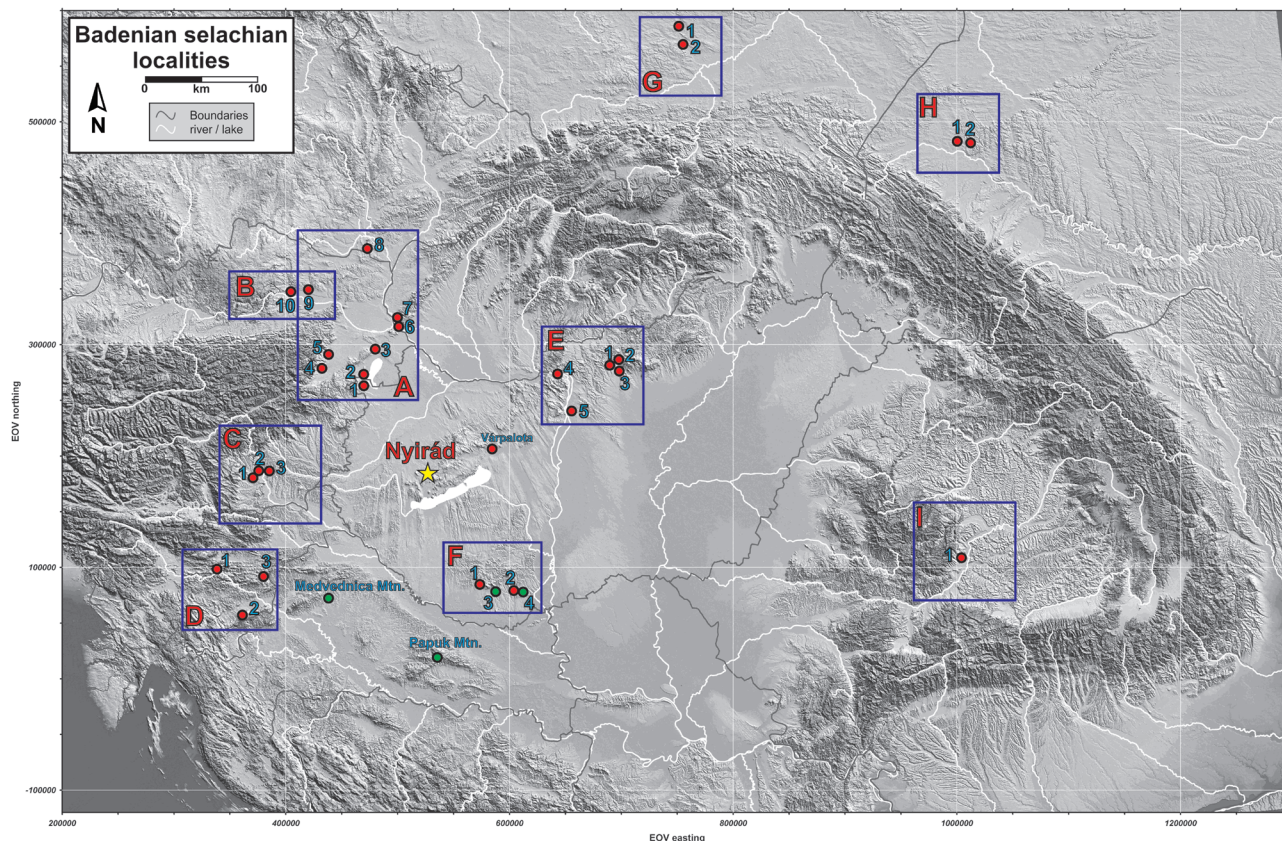 Badenian selachian
localities
0 100
km
N
Boundaries
river / lake
G
1
2
H
1 2
500000
8
B
10 9
7
6
5
4
3
2
1
A
300000
E
1 2
3
4
5
Nyirád
Várpalota
C
1 2 3
I
1
100000
D
1
3
2
Medvednica Mtn.
F
1
2
3
4
Papuk Mtn.
-100000
EOV northing
200000 400000 600000 800000 1000000 1200000
EOV easting